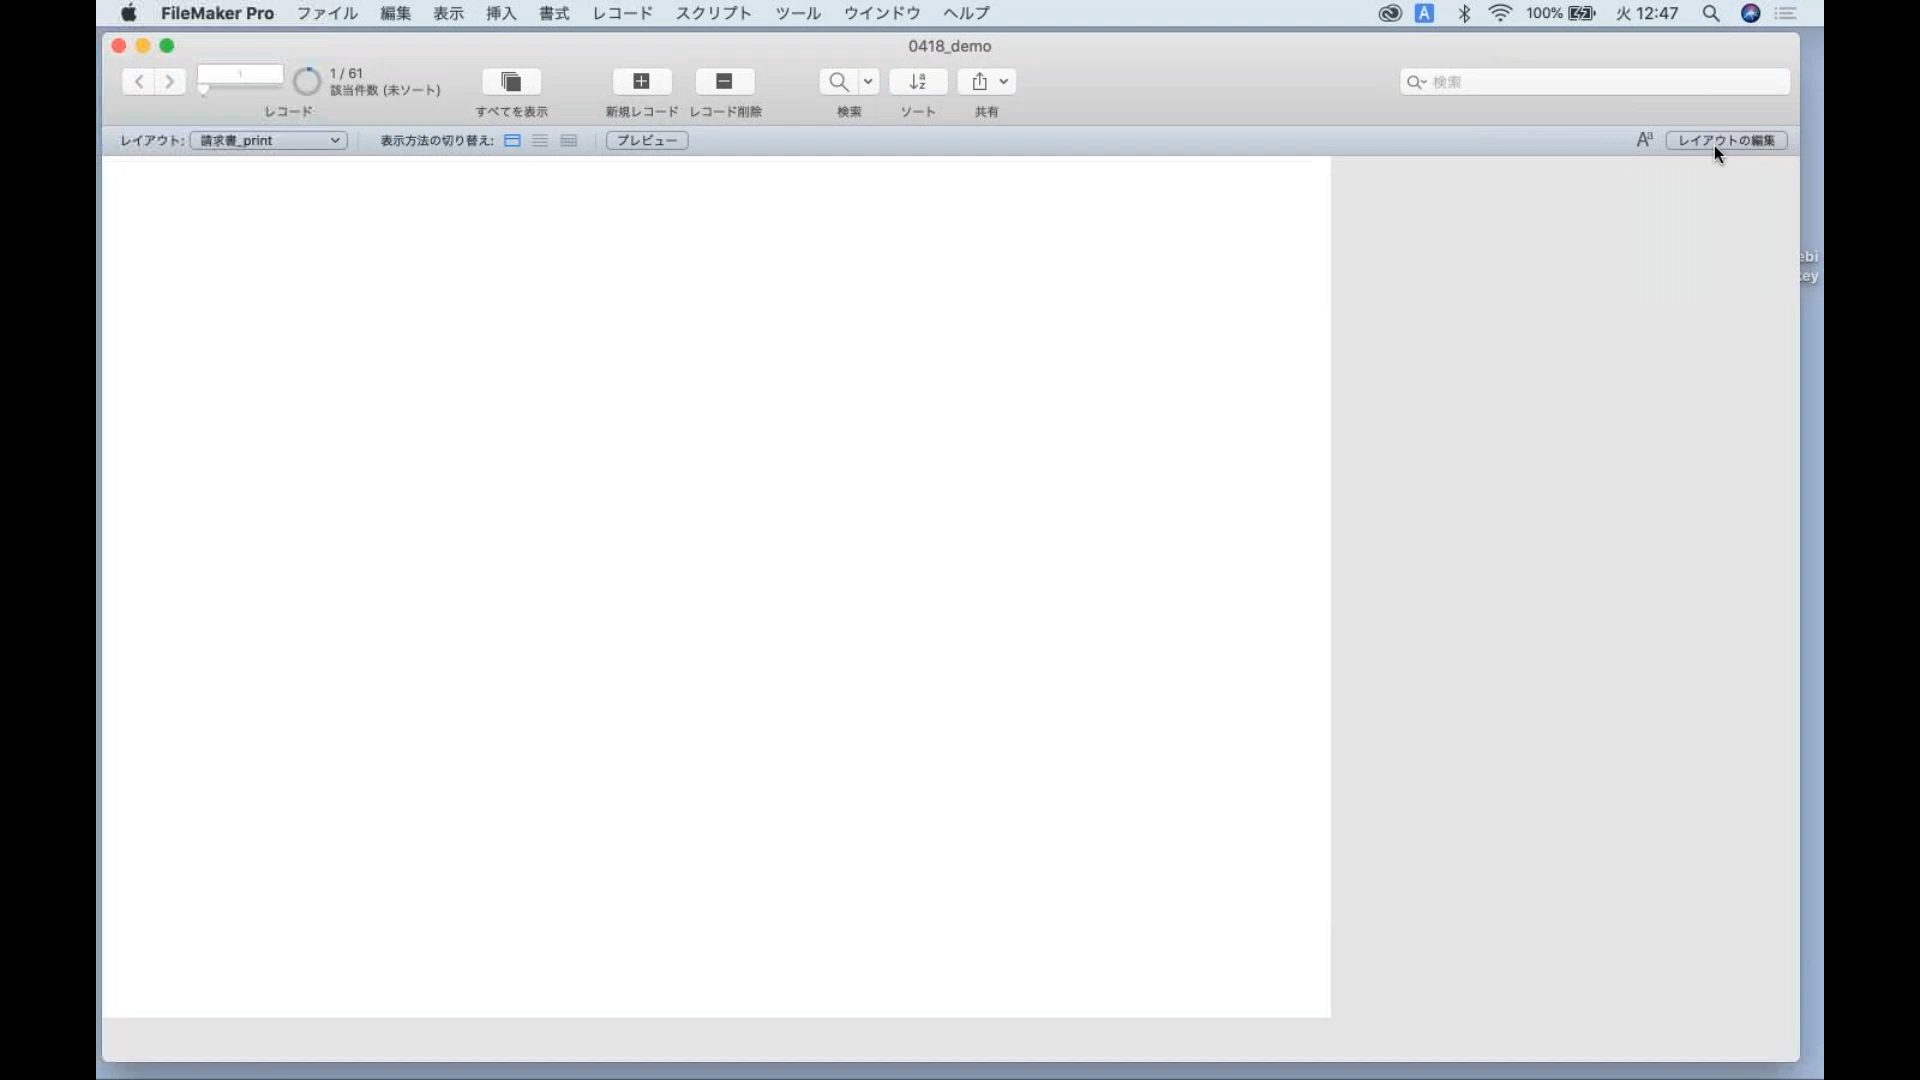 FileMaker Pro ファイル 編集 表示 挿入 書式 レコード スクリプト ツール ウインドウ ヘルプ A 100% 火 12:47
0418_demo
1
1 / 61
該当件数 (未ソート)
検索
レコード すべてを表示 新規レコード レコード削除 検索 ソート 共有
レイアウト: 請求書_print 表示方法の切り替え: プレビュー Aa レイアウトの編集
ebi
key